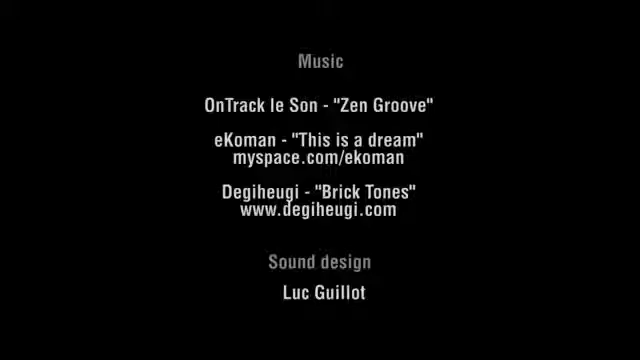 Music
OnTrack le Son - "Zen Groove"
eKoman - "This is a dream"
myspace.com/ekoman
Degiheugi - "Brick Tones"
www.degiheugi.com
Sound design
Luc Guillot